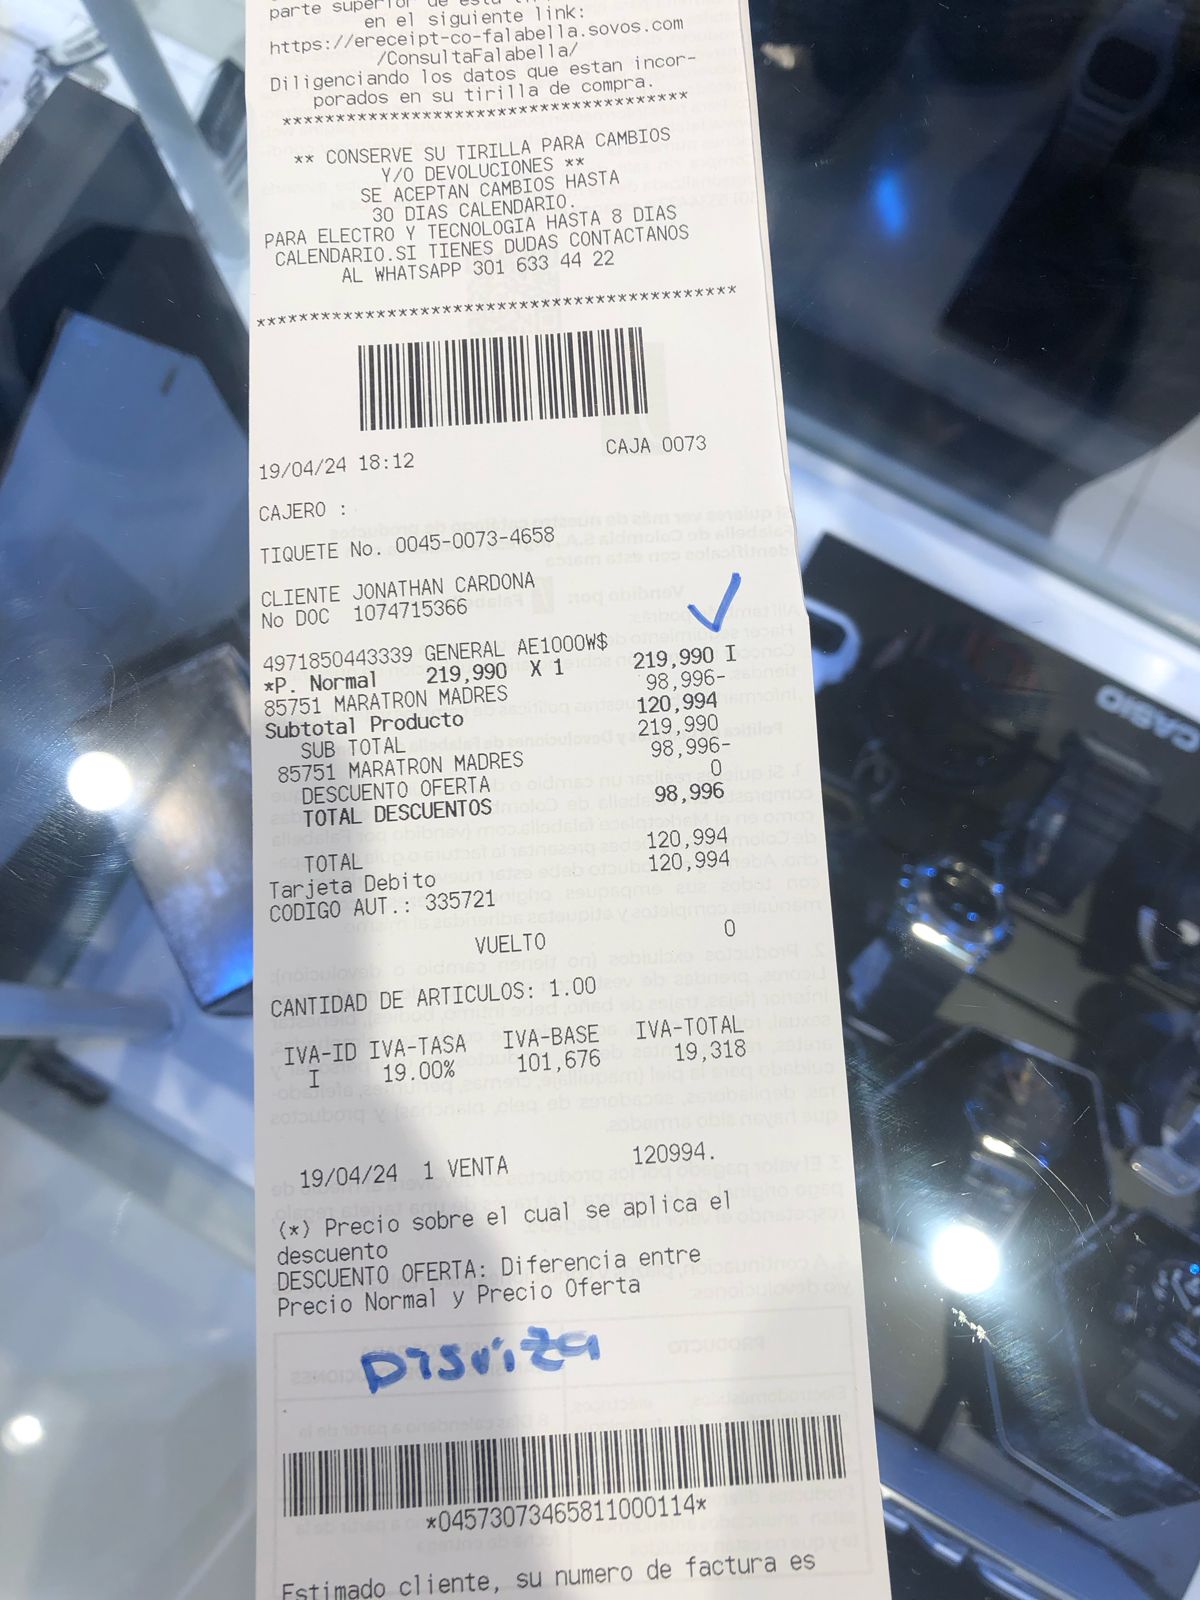 parte superior de
en el siguiente link:
https://ereceipt-co-falabella.sovos.com
/ConsultaFalabella/
Diligenciando los datos que estan incor-
porados en su tirilla de compra.
****************************************
** CONSERVE SU TIRILLA PARA CAMBIOS
Y/O DEVOLUCIONES **
SE ACEPTAN CAMBIOS HASTA
30 DIAS CALENDARIO.
PARA ELECTRO Y TECNOLOGIA HASTA 8 DIAS
CALENDARIO.SI TIENES DUDAS CONTACTANOS
AL WHATSAPP 301 633 44 22
**********************************************
19/04/24 18:12 CAJA 0073
CAJERO :
TIQUETE No. 0045-0073-4658
CLIENTE JONATHAN CARDONA
No DOC 1074715366
4971850443339 GENERAL AE1000W$
*P. Normal 219,990 X 1 219,990 I
85751 MARATRON MADRES 98,996-
Subtotal Producto 120,994
SUB TOTAL 219,990
85751 MARATRON MADRES 98,996-
DESCUENTO OFERTA 0
TOTAL DESCUENTOS 98,996
TOTAL 120,994
Tarjeta Debito 120,994
CODIGO AUT.: 335721
VUELTO 0
CANTIDAD DE ARTICULOS: 1.00
IVA-ID IVA-TASA IVA-BASE IVA-TOTAL
I 19.00% 101,676 19,318
19/04/24 1 VENTA 120994.
(*) Precio sobre el cual se aplica el
descuento
DESCUENTO OFERTA: Diferencia entre
Precio Normal y Precio Oferta
*04573073465811000114*
Estimado cliente, su numero de factura es
CASIO